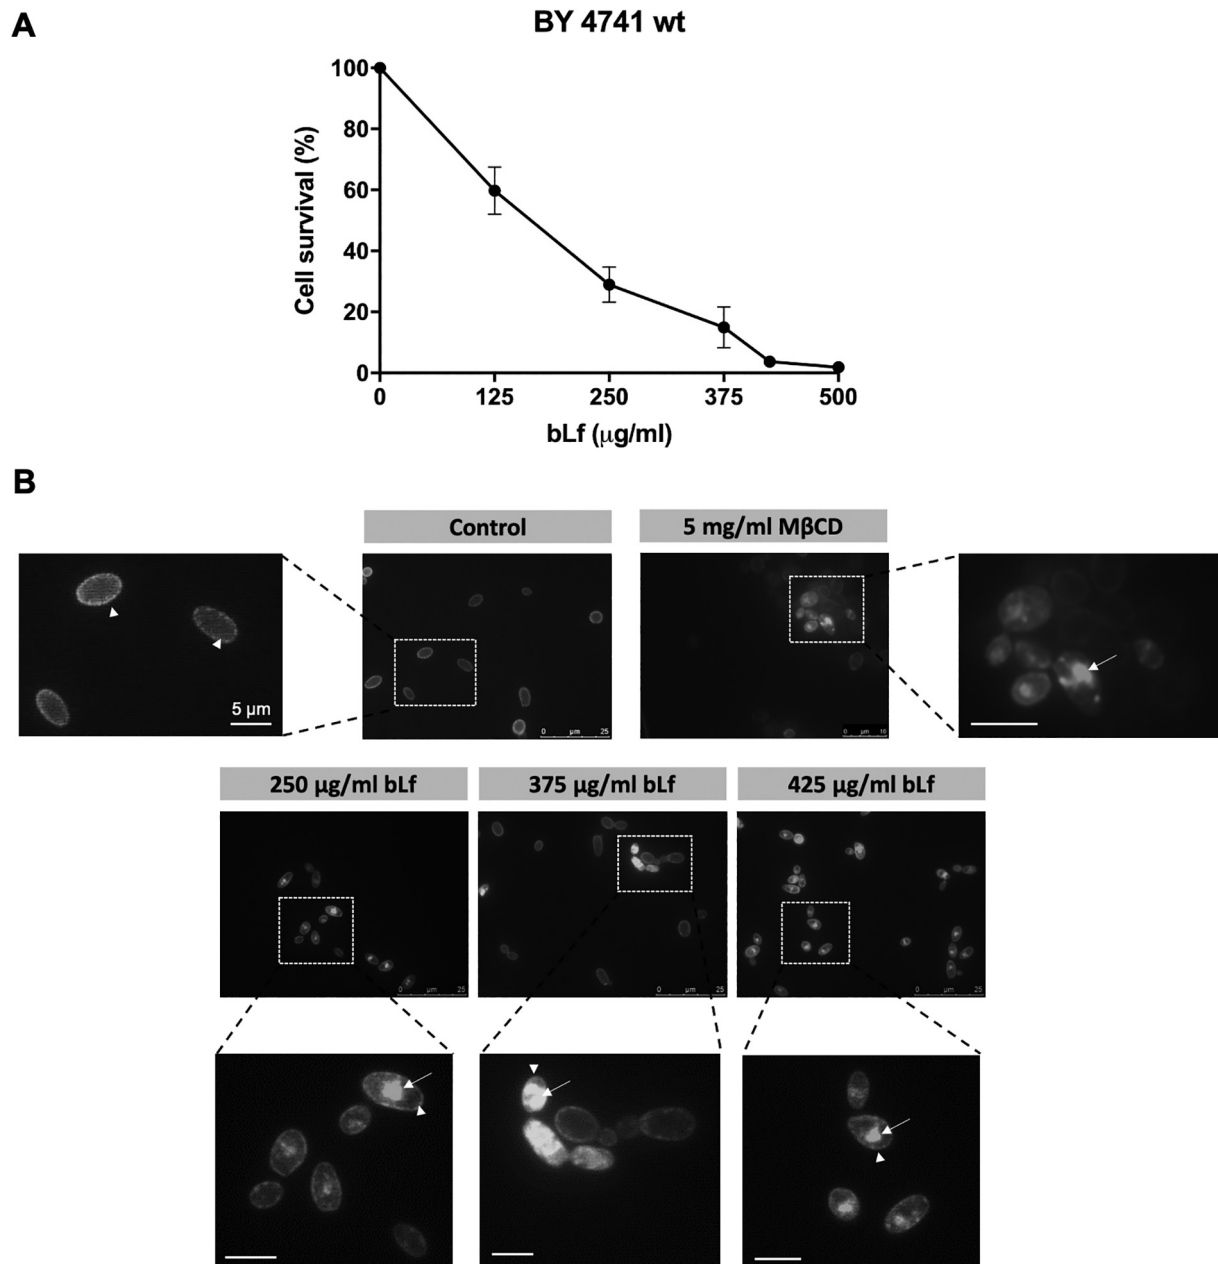 A
BY 4741 wt
Cell survival (%)
100
80
60
40
20
0
0 125 250 375 500
bLf (μg/ml)
B
Control
5 mg/ml MβCD
5 μm
0 μm 25
0 μm 10
250 μg/ml bLf
375 μg/ml bLf
425 μg/ml bLf
0 μm 25
0 μm 25
0 μm 25